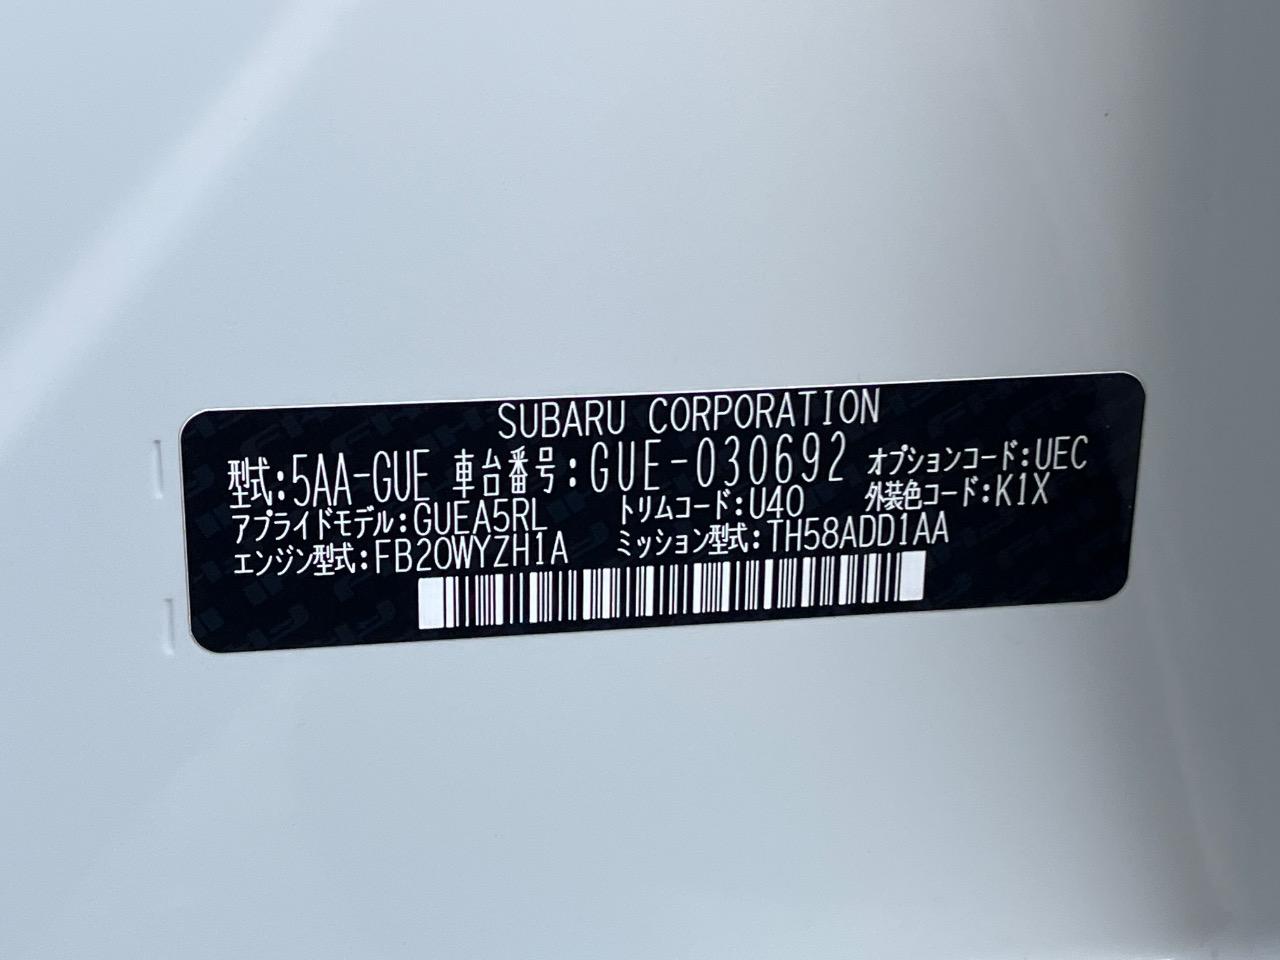 SUBARU CORPORATION
型式:5AA-GUE 車台番号:GUE-030692 オプションコード:UEC
アプライドモデル:GUEA5RL トリムコード:U40 外装色コード:K1X
エンジン型式:FB20WYZH1A ミッション型式:TH58ADD1AA